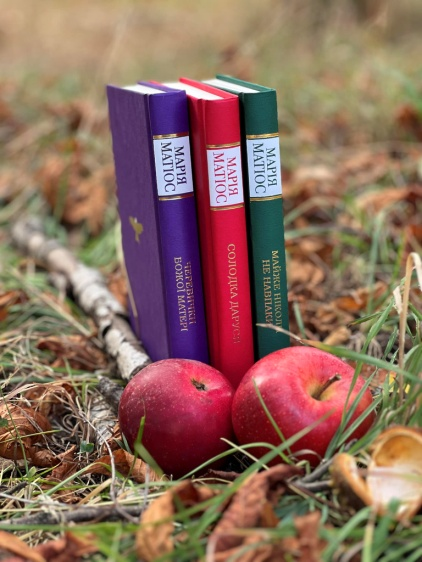 МАРІЯ
МАТІОС
ЧЕРЕВИЧКИ
БОЖОЇ МАТЕРІ
МАРІЯ
МАТІОС
СОЛОДКА ДАРУСЯ
МАРІЯ
МАТІОС
МАЙЖЕ НІКОЛИ
НЕ НАВПАКИ